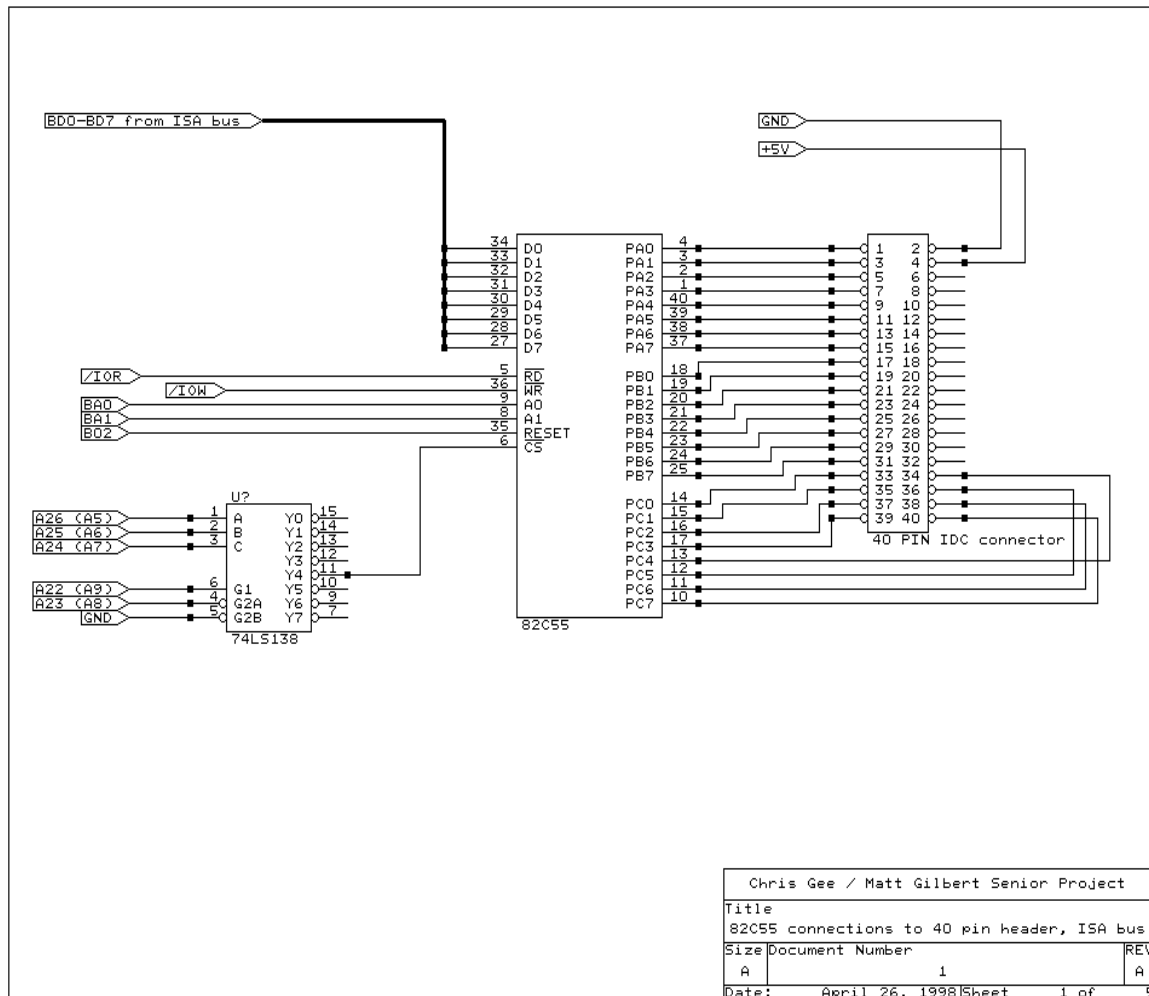 BD0-BD7 from ISA bus
GND
+5V
34 D0 PA0 4 1 2
33 D1 PA1 3 3 4
32 D2 PA2 2 5 6
31 D3 PA3 1 7 8
30 D4 PA4 40 9 10
29 D5 PA5 39 11 12
28 D6 PA6 38 13 14
27 D7 PA7 37 15 16
17 18
/IOR 5 RD PB0 18 19 20
/IOW 36 WR PB1 19 21 22
BA0 9 A0 PB2 20 23 24
BA1 8 A1 PB3 21 25 26
BO2 35 RESET PB4 22 27 28
6 CS PB5 23 29 30
PB6 24 31 32
PB7 25 33 34
35 36
PC0 14 37 38
PC1 15 39 40
PC2 16
PC3 17
PC4 13
PC5 12
PC6 11
PC7 10
40 PIN IDC connector
82C55
U?
A26 (A5) 1 A Y0 15
A25 (A6) 2 B Y1 14
A24 (A7) 3 C Y2 13
Y3 12
Y4 11
A22 (A9) 6 G1 Y5 10
A23 (A8) 4 G2A Y6 9
GND 5 G2B Y7 7
74LS138
Chris Gee / Matt Gilbert Senior Project
Title
82C55 connections to 40 pin header, ISA bus
Size Document Number REV
A 1 A
Date: April 26, 1998 Sheet 1 of